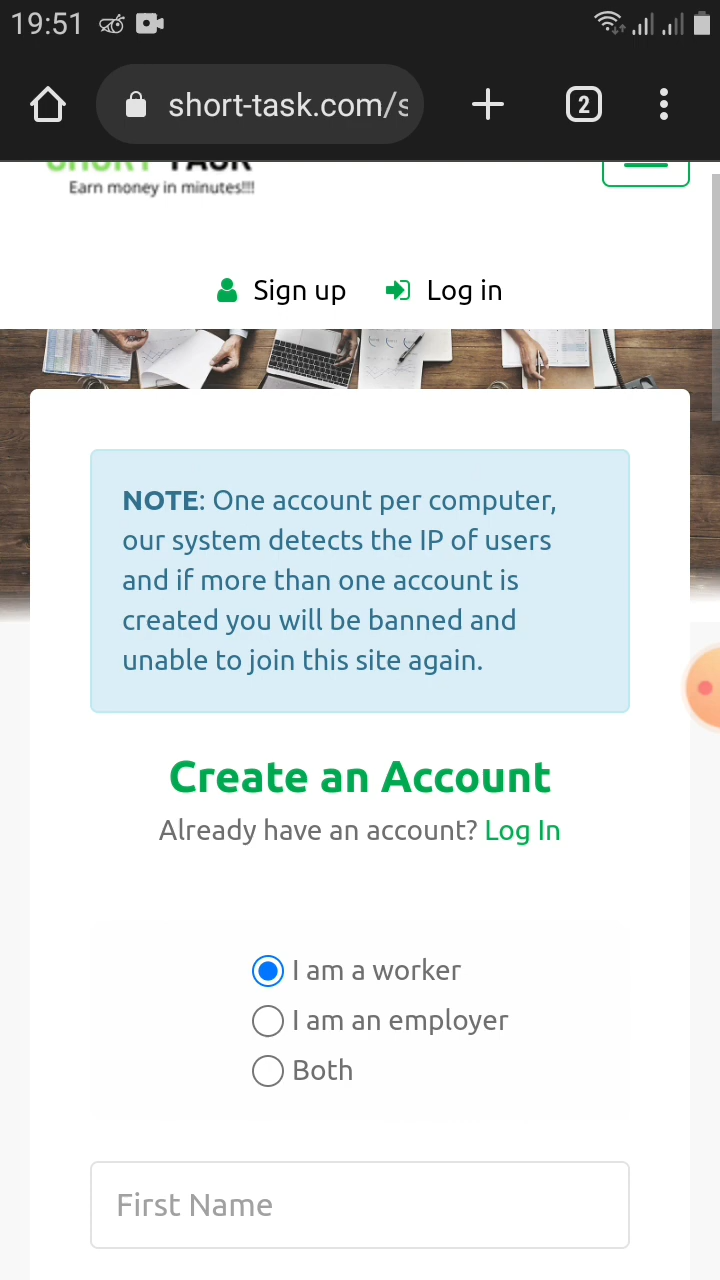 19:51
short-task.com/s
2
SHORT TASK
Earn money in minutes!!!
Sign up
Log in
NOTE: One account per computer,
our system detects the IP of users
and if more than one account is
created you will be banned and
unable to join this site again.
Create an Account
Already have an account? Log In
I am a worker
I am an employer
Both
First Name